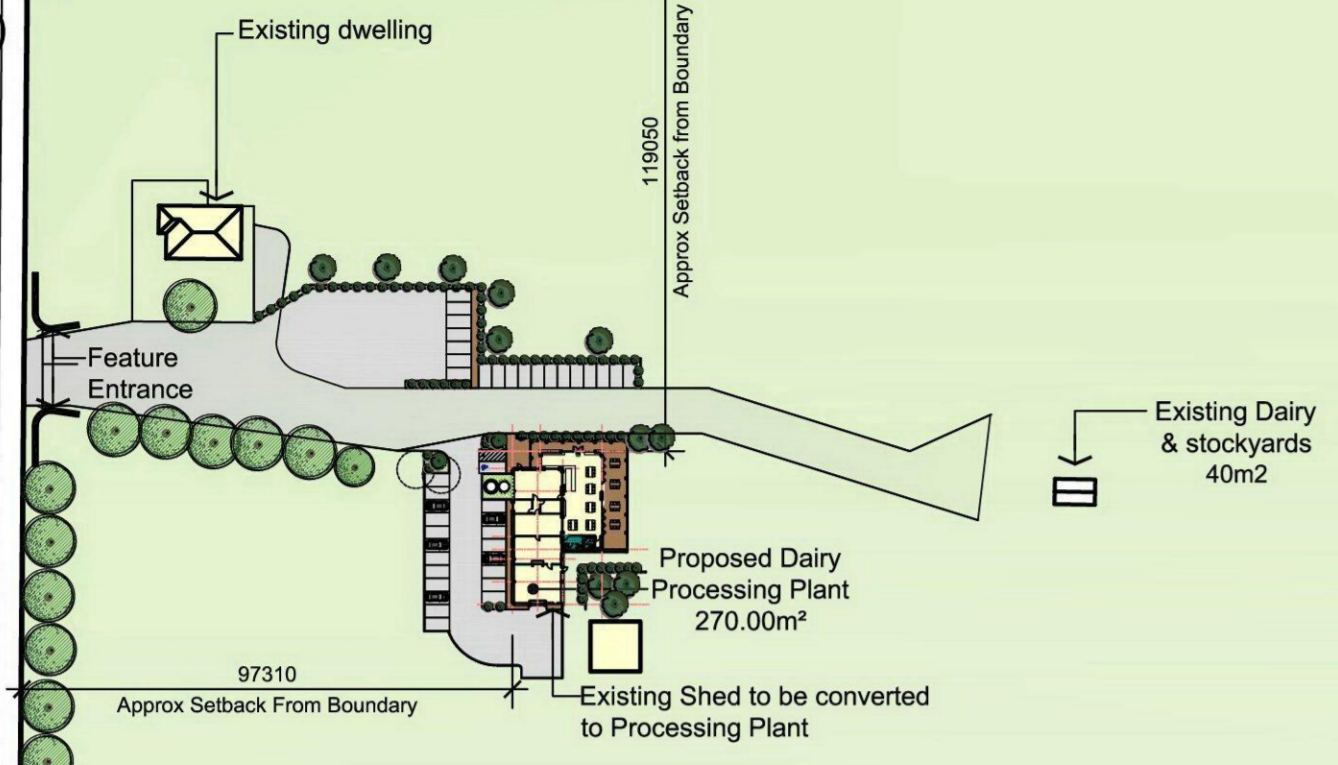 Existing dwelling
119050
Approx Setback from Boundary
Feature
Entrance
Existing Dairy
& stockyards
40m2
Proposed Dairy
Processing Plant
270.00m²
97310
Approx Setback From Boundary
Existing Shed to be converted
to Processing Plant